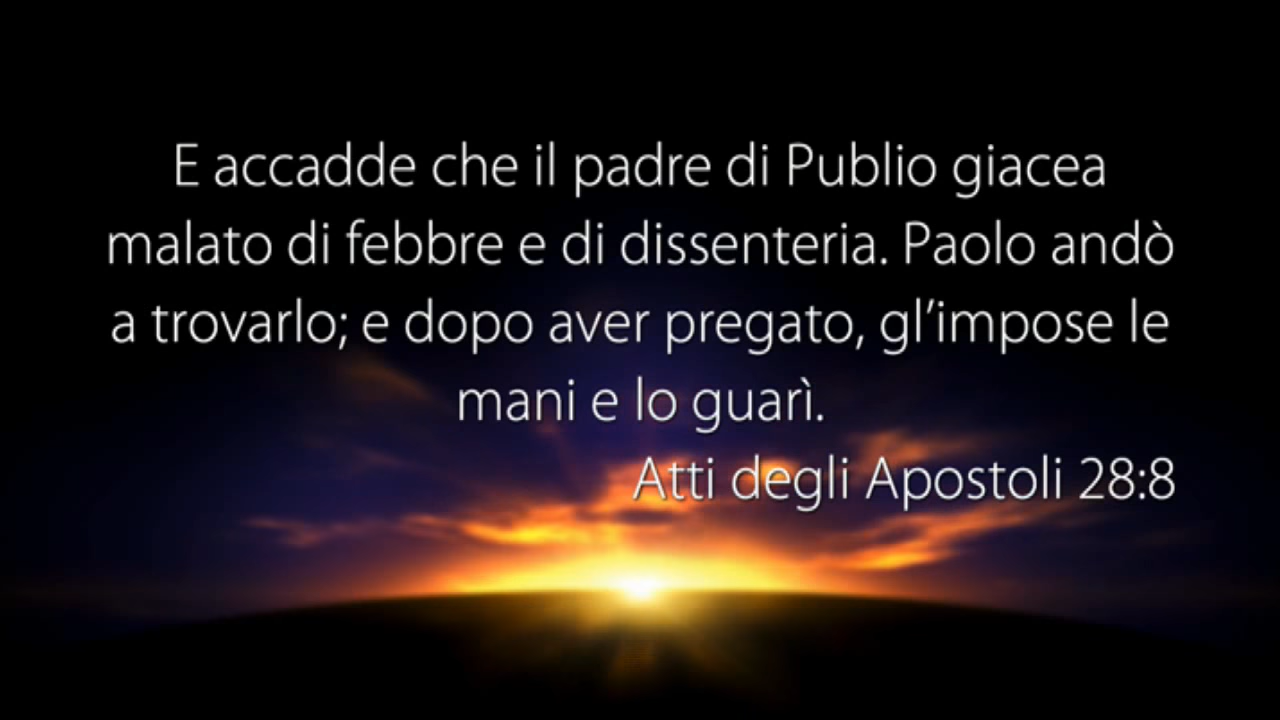 E accadde che il padre di Publio giacea
malato di febbre e di dissenteria. Paolo andò
a trovarlo; e dopo aver pregato, gl’impose le
mani e lo guarì.
Atti degli Apostoli 28:8